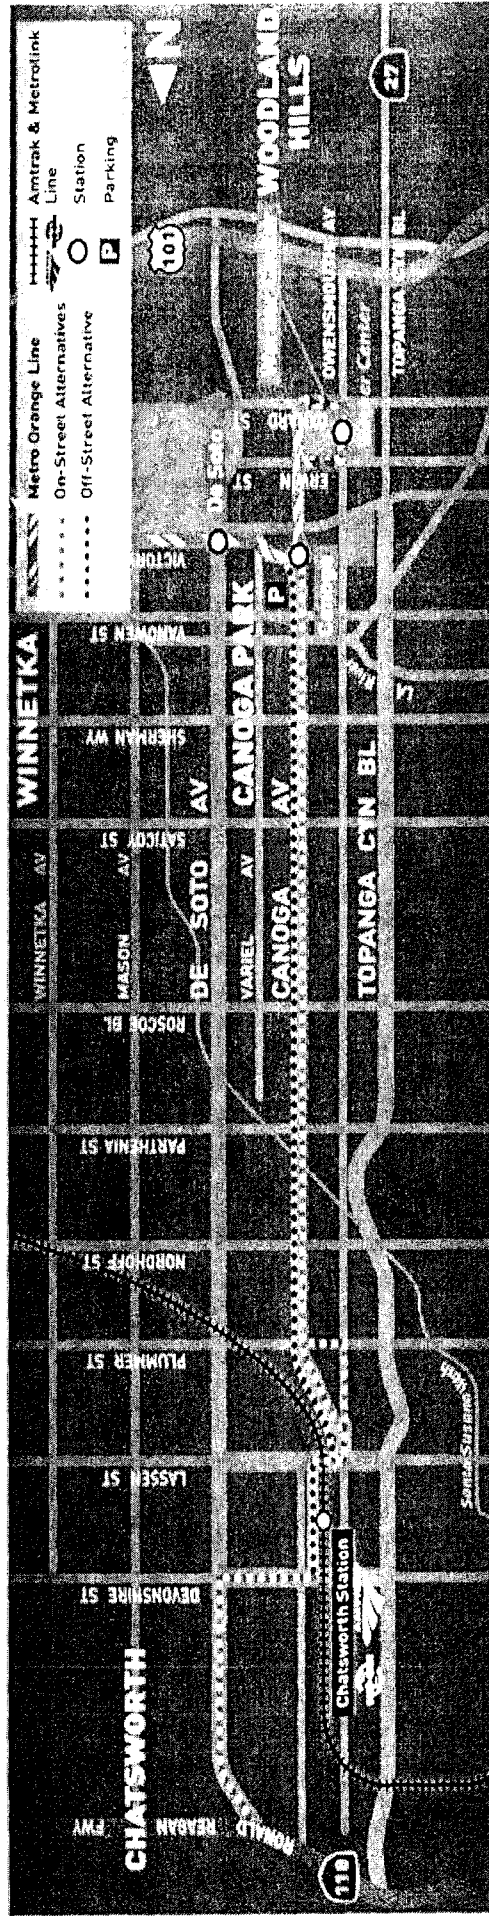 Metro Orange Line
On-Street Alternatives
Off-Street Alternative
Amtrak & Metrolink
Line
Station
Parking
P
N
WINNETKA
WINNETKA AV
MASON AV
DE SOTO AV
CANOGA PARK
VARIEL AV
CANOGA AV
TOPANGA CYN BL
WOODLAND
HILLS
101
27
OWENSMOUTH AV
TOPANGA CYN BL
De Soto
P
ERWIN ST
VANOWEN ST
SHERMAN WY
SATICOY ST
ROSCOE BL
PARTHENIA ST
NORDHOFF ST
PLUMMER ST
LASSEN ST
DEVONSHIRE ST
LA River
Chatsworth Station
CHATSWORTH
RONALD REAGAN FWY
118